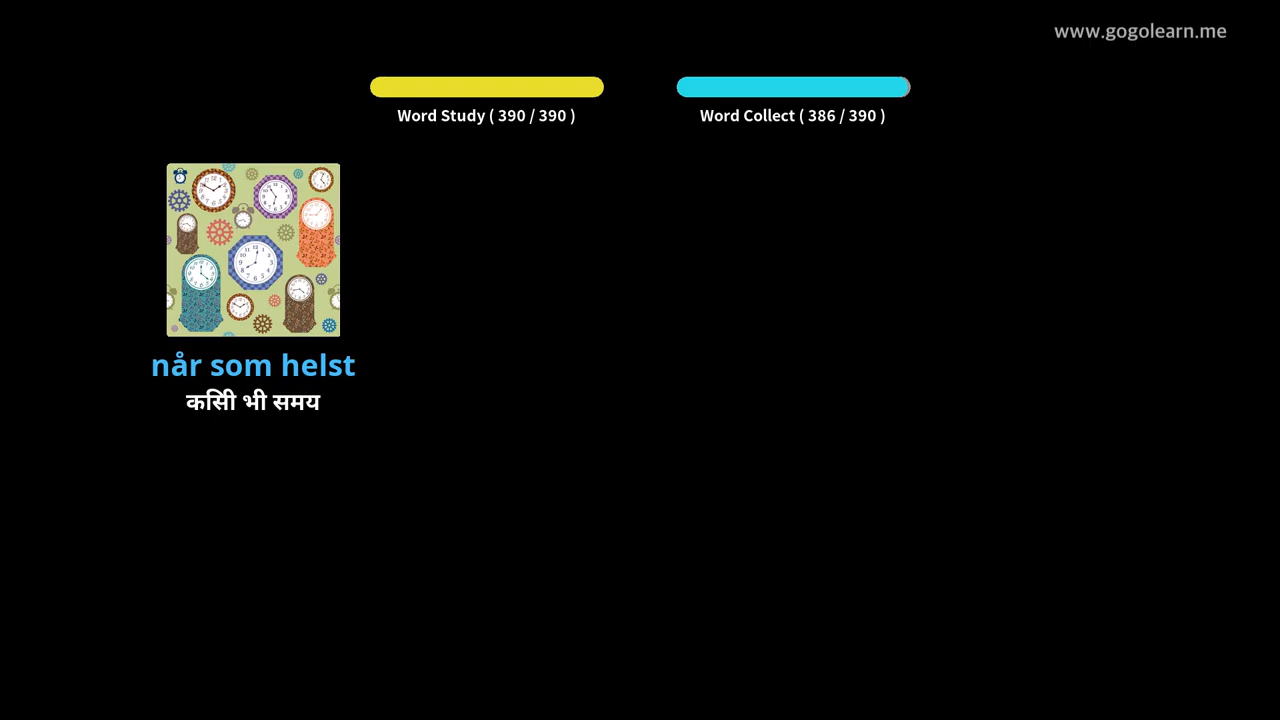 www.gogolearn.me
Word Study ( 390 / 390 )
Word Collect ( 386 / 390 )
når som helst
किसी भी समय